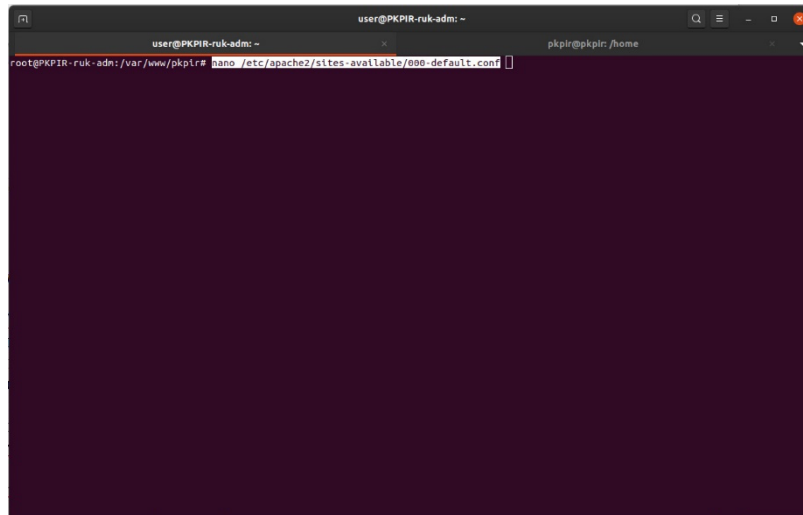 user@PKPIR-ruk-adm: ~
user@PKPIR-ruk-adm: ~ pkpir@pkpir: /home
root@PKPIR-ruk-adm:/var/www/pkpir# nano /etc/apache2/sites-available/000-default.conf